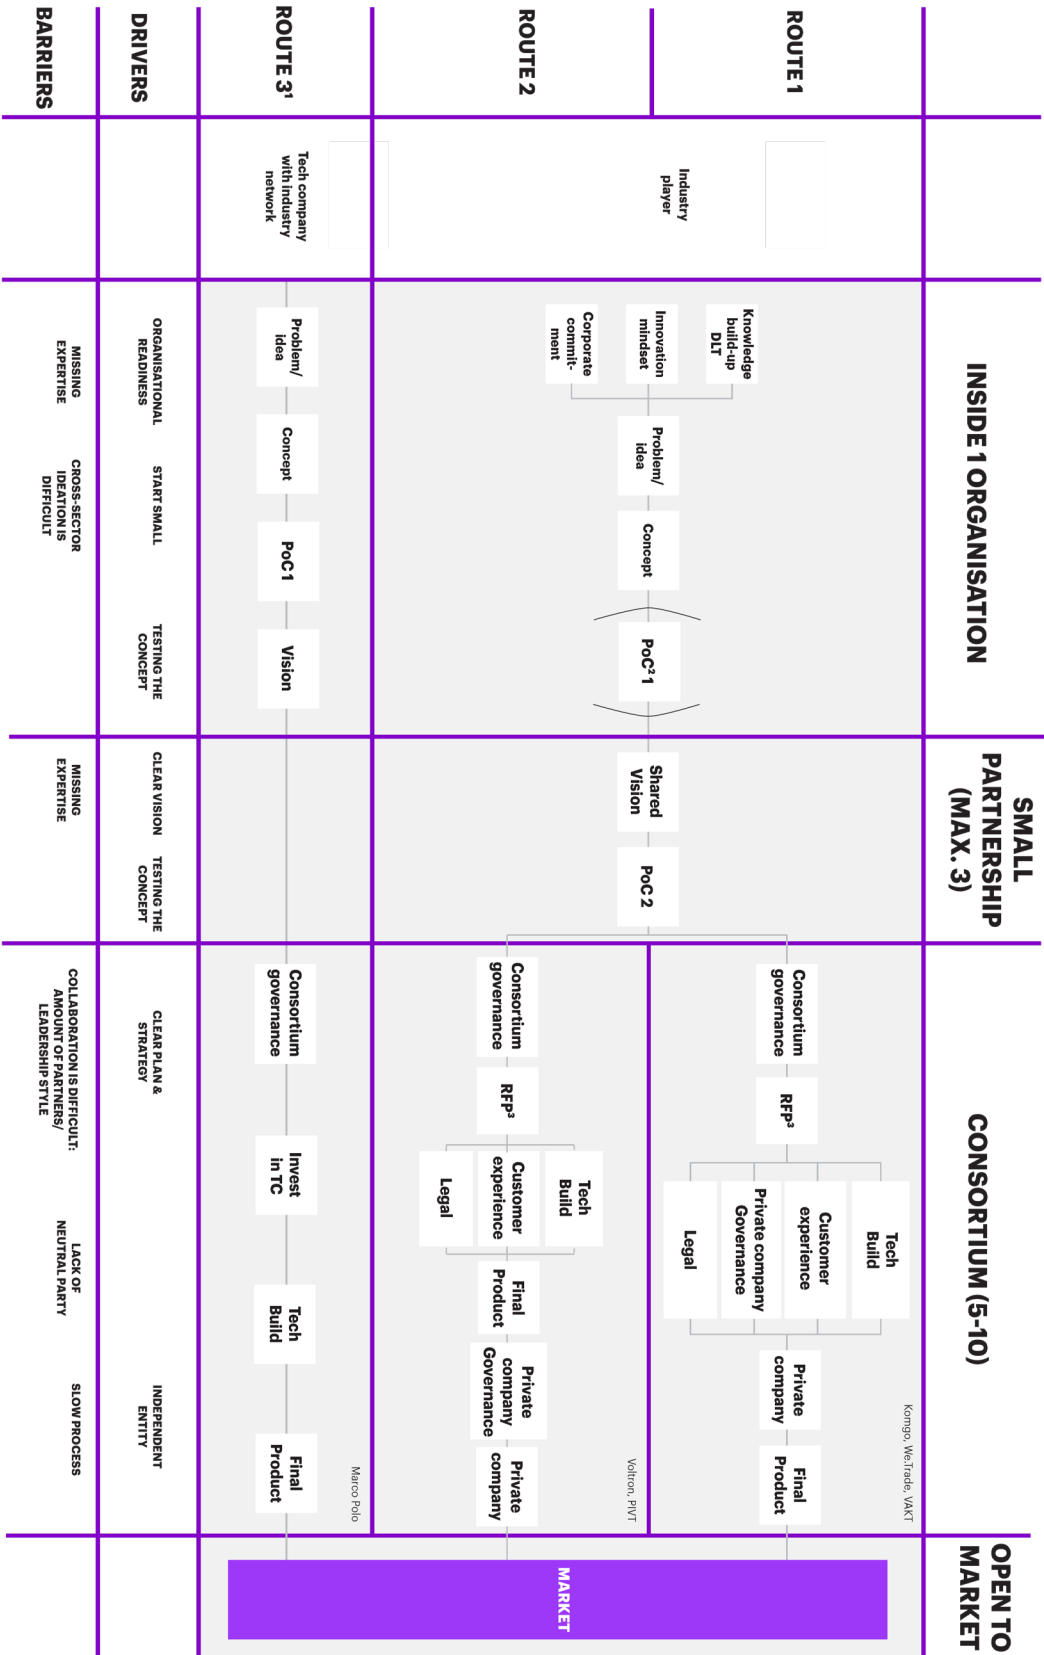 INSIDE 1 ORGANISATION
SMALL
PARTNERSHIP
(MAX. 3)
CONSORTIUM (5-10)
OPEN TO
MARKET
ROUTE 1
Industry
player
Knowledge
build-up
DLT
Innovation
mindset
Corporate
commit-
ment
Problem/
idea
Concept
PoC² 1
Shared
Vision
PoC 2
Consortium
governance
RFP³
Tech
Build
Customer
experience
Private company
Governance
Legal
Private
company
Final
Product
Komgo, We.Trade, VAKT
ROUTE 2
Consortium
governance
RFP³
Tech
Build
Customer
experience
Legal
Final
Product
Private
company
Governance
Private
company
Voltron, PIVT
MARKET
ROUTE 3¹
Tech company
with industry
network
Problem/
idea
Concept
PoC 1
Vision
Consortium
governance
Invest
in TC
Tech
Build
Final
Product
Marco Polo
DRIVERS
ORGANISATIONAL
READINESS
START SMALL
TESTING THE
CONCEPT
CLEAR VISION
TESTING THE
CONCEPT
CLEAR PLAN &
STRATEGY
INDEPENDENT
ENTITY
BARRIERS
MISSING
EXPERTISE
CROSS-SECTOR
IDEATION IS
DIFFICULT
MISSING
EXPERTISE
COLLABORATION IS DIFFICULT:
AMOUNT OF PARTNERS/
LEADERSHIP STYLE
LACK OF
NEUTRAL PARTY
SLOW PROCESS